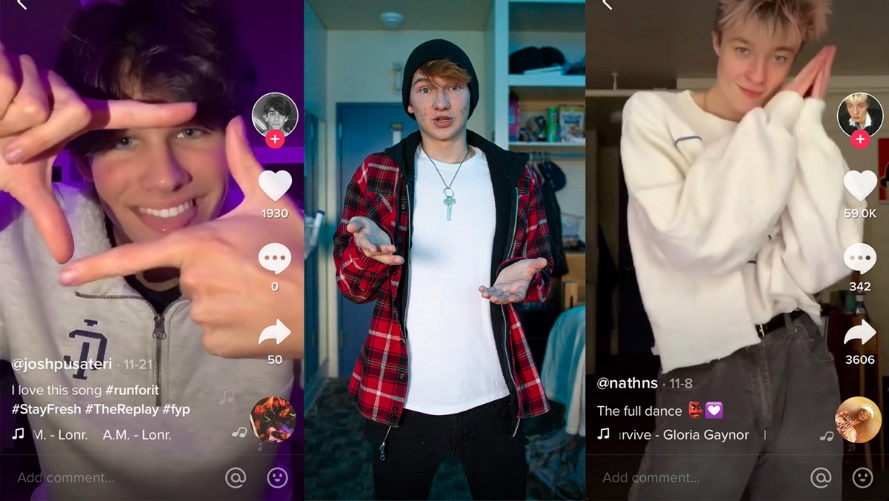 1930
0
50
@joshpusateri · 11-21
I love this song #runforit
#StayFresh #TheReplay #fyp
M. - Lonr. A.M. - Lonr.
Add comment...
59.0K
342
3606
@nathns · 11-8
The full dance
rvive - Gloria Gaynor
Add comment...